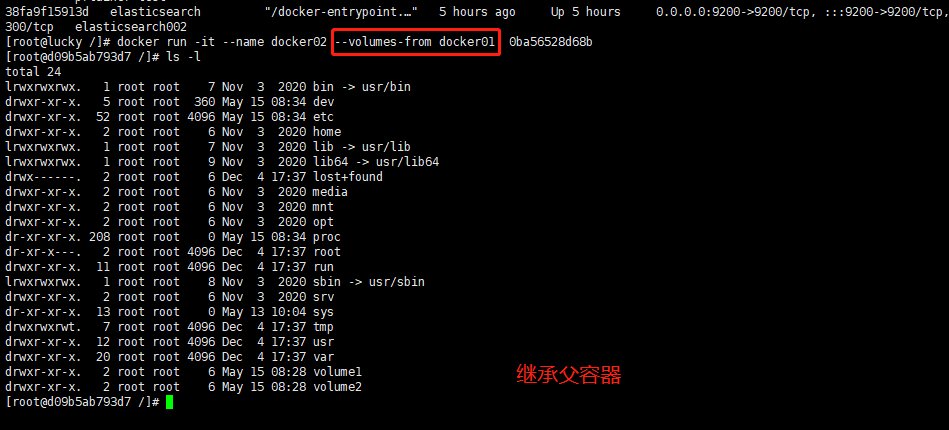 38fa9f15913d   elasticsearch         "/docker-entrypoint.…"   5 hours ago     Up 5 hours     0.0.0.0:9200->9200/tcp, :::9200->9200/tcp,
300/tcp   elasticsearch002
[root@lucky /]# docker run -it --name docker02 --volumes-from docker01  0ba56528d68b
[root@d09b5ab793d7 /]# ls -l
total 24
lrwxrwxrwx.   1 root root    7 Nov  3  2020 bin -> usr/bin
drwxr-xr-x.   5 root root  360 May 15 08:34 dev
drwxr-xr-x.  52 root root 4096 May 15 08:34 etc
drwxr-xr-x.   2 root root    6 Nov  3  2020 home
lrwxrwxrwx.   1 root root    7 Nov  3  2020 lib -> usr/lib
lrwxrwxrwx.   1 root root    9 Nov  3  2020 lib64 -> usr/lib64
drwx------.   2 root root    6 Dec  4 17:37 lost+found
drwxr-xr-x.   2 root root    6 Nov  3  2020 media
drwxr-xr-x.   2 root root    6 Nov  3  2020 mnt
drwxr-xr-x.   2 root root    6 Nov  3  2020 opt
dr-xr-xr-x. 208 root root    0 May 15 08:34 proc
dr-xr-x---.   2 root root 4096 Dec  4 17:37 root
drwxr-xr-x.  11 root root 4096 Dec  4 17:37 run
lrwxrwxrwx.   1 root root    8 Nov  3  2020 sbin -> usr/sbin
drwxr-xr-x.   2 root root    6 Nov  3  2020 srv
dr-xr-xr-x.  13 root root    0 May 13 10:04 sys
drwxrwxrwt.   7 root root 4096 Dec  4 17:37 tmp
drwxr-xr-x.  12 root root 4096 Dec  4 17:37 usr
drwxr-xr-x.  20 root root 4096 Dec  4 17:37 var
drwxr-xr-x.   2 root root    6 May 15 08:28 volume1
drwxr-xr-x.   2 root root    6 May 15 08:28 volume2
继承父容器
[root@d09b5ab793d7 /]#